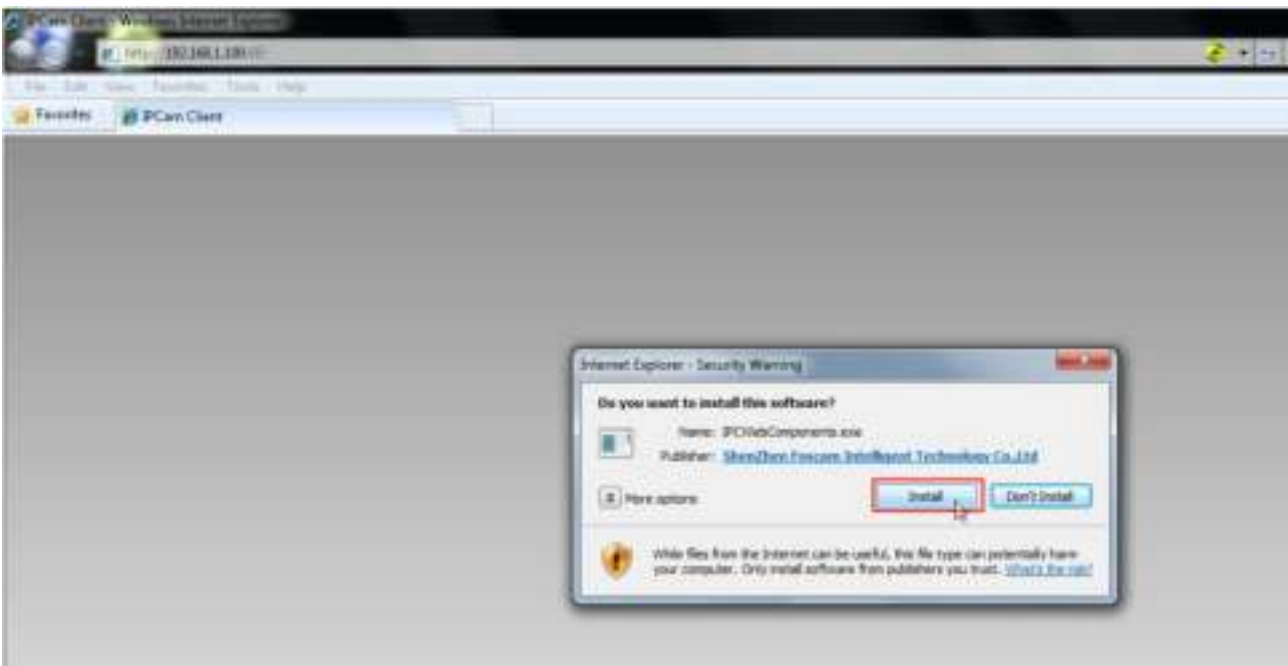 IPCam Client - Windows Internet Explorer
http://192.168.1.100
File Edit View Favorites Tools Help
Favorites IPCam Client
Internet Explorer - Security Warning
Do you want to install this software?
Name: IPCWebComponents.exe
Publisher: ShenZhen Foscam Intelligent Technology Co.,Ltd
More options Install Don't Install
While files from the Internet can be useful, this file type can potentially harm
your computer. Only install software from publishers you trust. What's the risk?